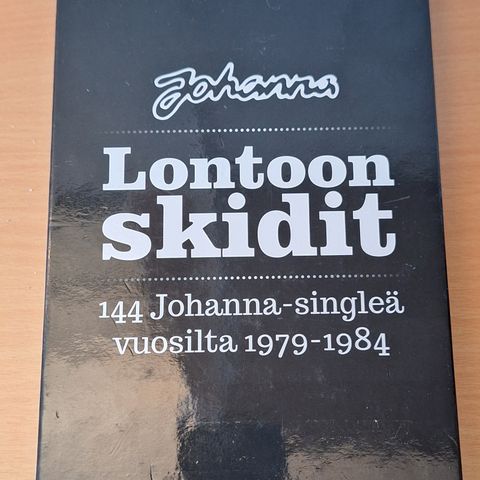 Johanna
Lontoon
skidit
144 Johanna-singleä
vuosilta 1979-1984